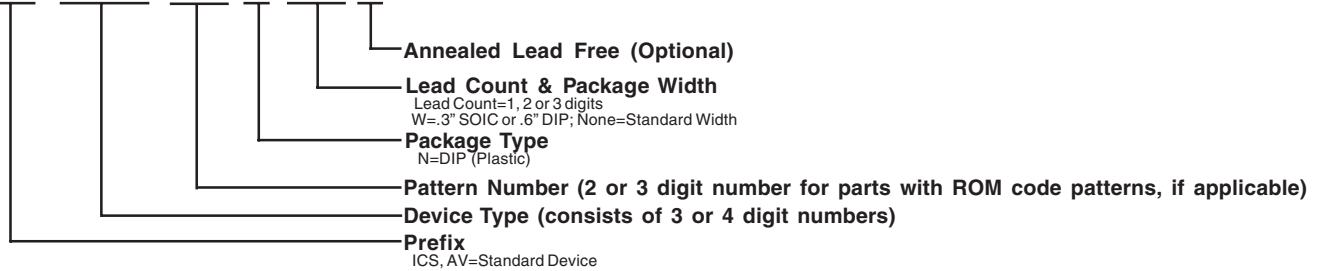 Annealed Lead Free (Optional)
Lead Count & Package Width
Lead Count=1, 2 or 3 digits
W=.3” SOIC or .6” DIP; None=Standard Width
Package Type
N=DIP (Plastic)
Pattern Number (2 or 3 digit number for parts with ROM code patterns, if applicable)
Device Type (consists of 3 or 4 digit numbers)
Prefix
ICS, AV=Standard Device